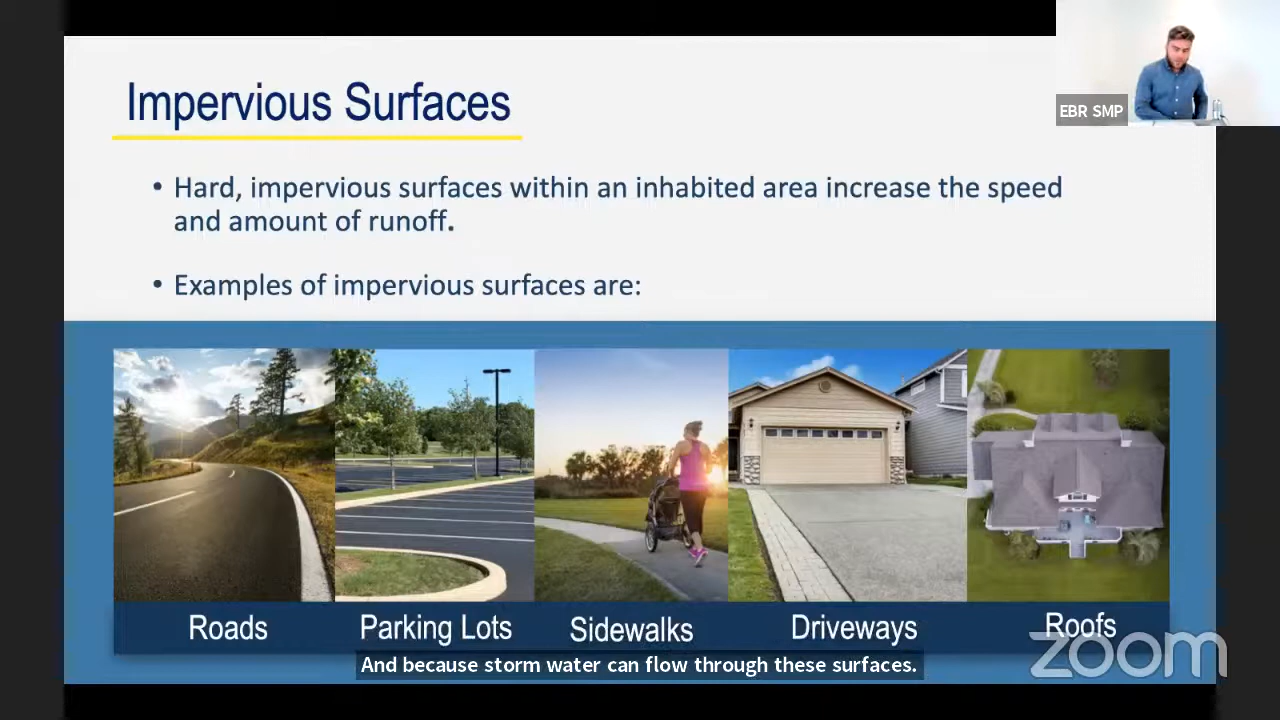 Impervious Surfaces
EBR SMP
• Hard, impervious surfaces within an inhabited area increase the speed
and amount of runoff.
• Examples of impervious surfaces are:
Roads
Parking Lots
Sidewalks
Driveways
Roofs
And because storm water can flow through these surfaces.
zoom